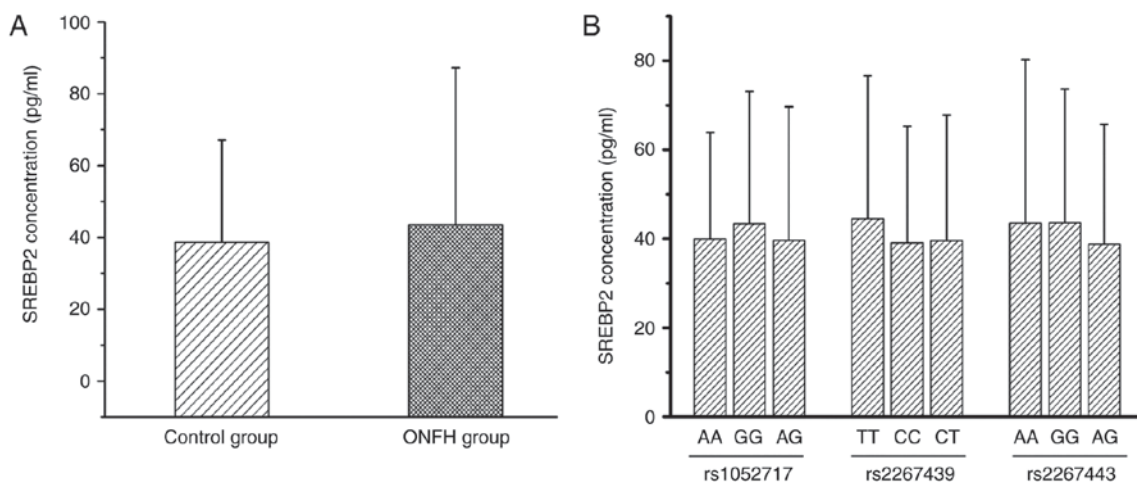 A
SREBP2 concentration (pg/ml)
100
80
60
40
20
0
Control group
ONFH group
B
SREBP2 concentration (pg/ml)
80
60
40
20
0
AA GG AG
TT CC CT
AA GG AG
rs1052717
rs2267439
rs2267443